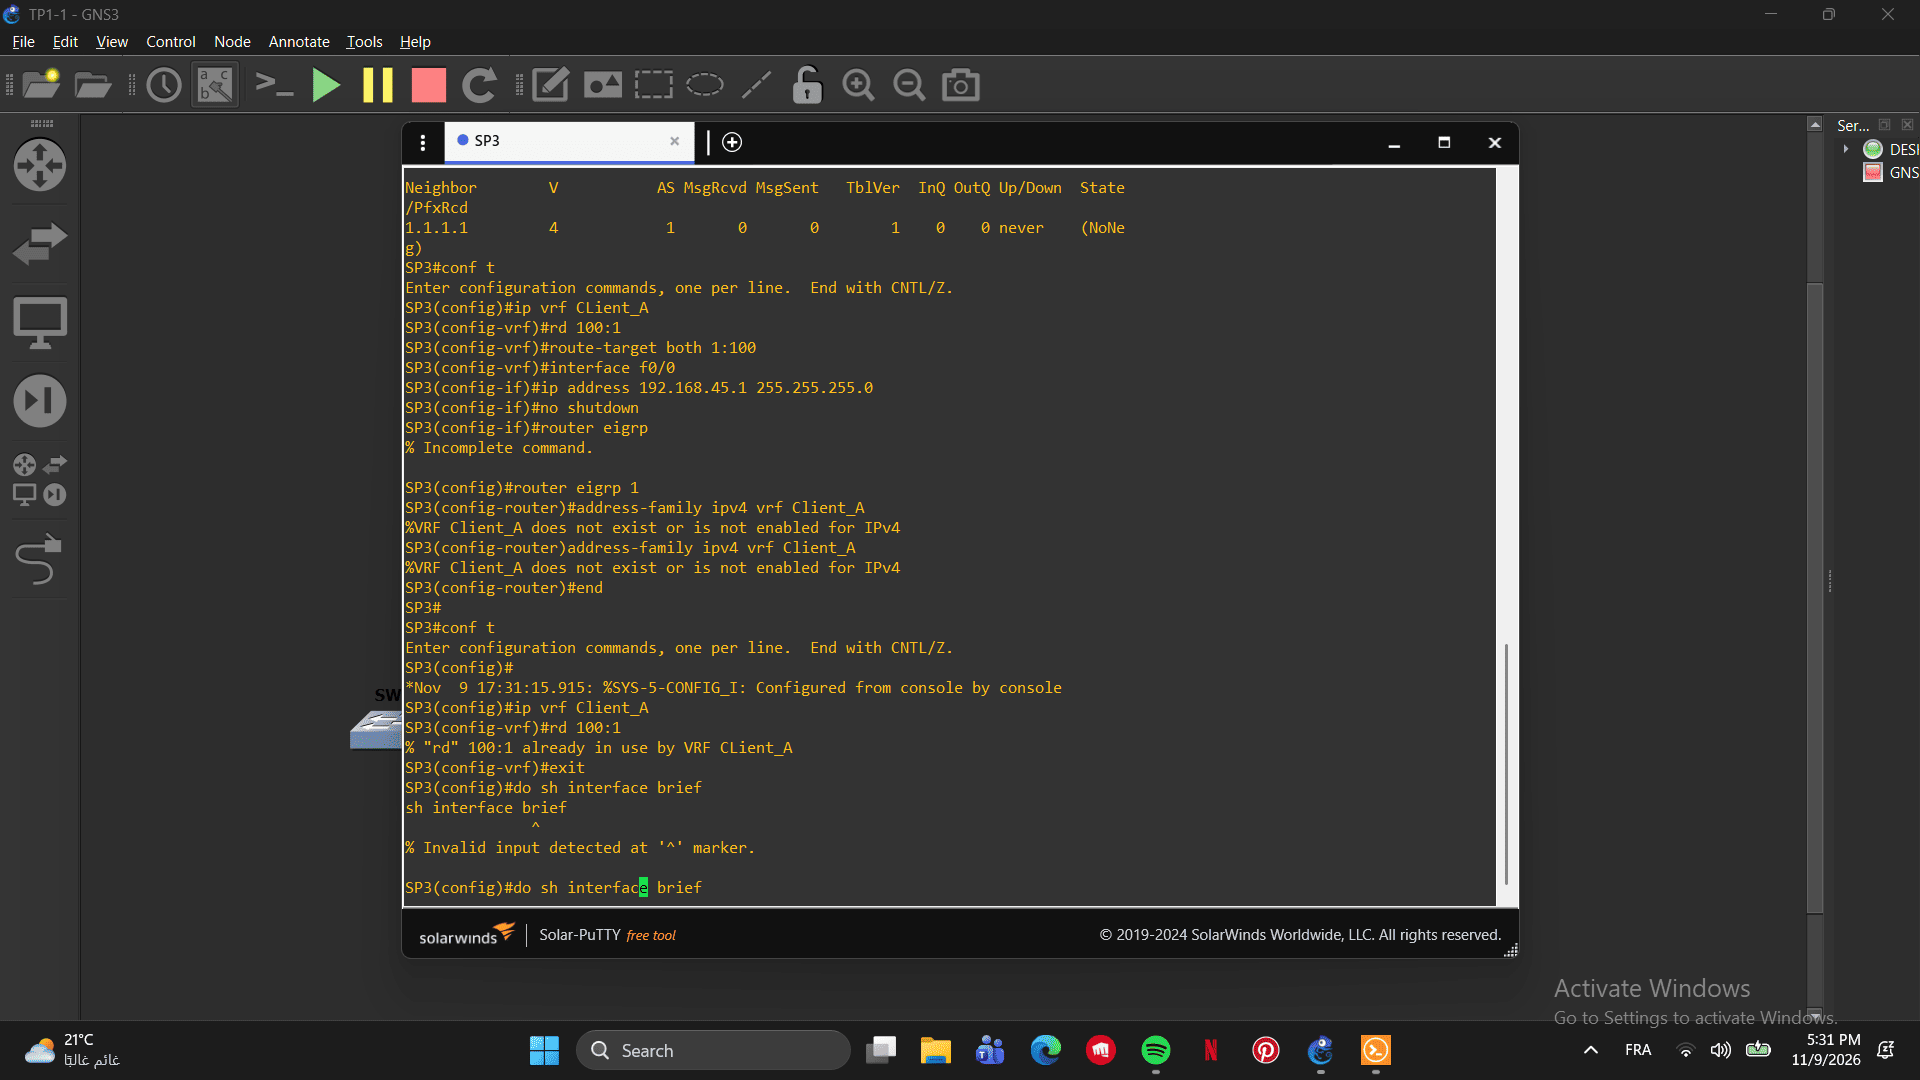 TP1-1 - GNS3
File Edit View Control Node Annotate Tools Help
SP3
Ser...
DESI
GNS
Neighbor        V           AS MsgRcvd MsgSent   TblVer  InQ OutQ Up/Down  State
/PfxRcd
1.1.1.1         4            1       0       0        1    0    0 never    (NoNe
g)
SP3#conf t
Enter configuration commands, one per line.  End with CNTL/Z.
SP3(config)#ip vrf CLient_A
SP3(config-vrf)#rd 100:1
SP3(config-vrf)#route-target both 1:100
SP3(config-vrf)#interface f0/0
SP3(config-if)#ip address 192.168.45.1 255.255.255.0
SP3(config-if)#no shutdown
SP3(config-if)#router eigrp
% Incomplete command.
SP3(config)#router eigrp 1
SP3(config-router)#address-family ipv4 vrf Client_A
%VRF Client_A does not exist or is not enabled for IPv4
SP3(config-router)address-family ipv4 vrf Client_A
%VRF Client_A does not exist or is not enabled for IPv4
SP3(config-router)#end
SP3#
SP3#conf t
Enter configuration commands, one per line.  End with CNTL/Z.
SP3(config)#
*Nov  9 17:31:15.915: %SYS-5-CONFIG_I: Configured from console by console
SP3(config)#ip vrf Client_A
SP3(config-vrf)#rd 100:1
% "rd" 100:1 already in use by VRF CLient_A
SP3(config-vrf)#exit
SP3(config)#do sh interface brief
sh interface brief
^
% Invalid input detected at '^' marker.
SP3(config)#do sh interface brief
SW
solarwinds Solar-PuTTY free tool © 2019-2024 SolarWinds Worldwide, LLC. All rights reserved.
Activate Windows
Go to Settings to activate Windows.
21°C
غائم غالبًا
Search
FRA
5:31 PM
11/9/2026